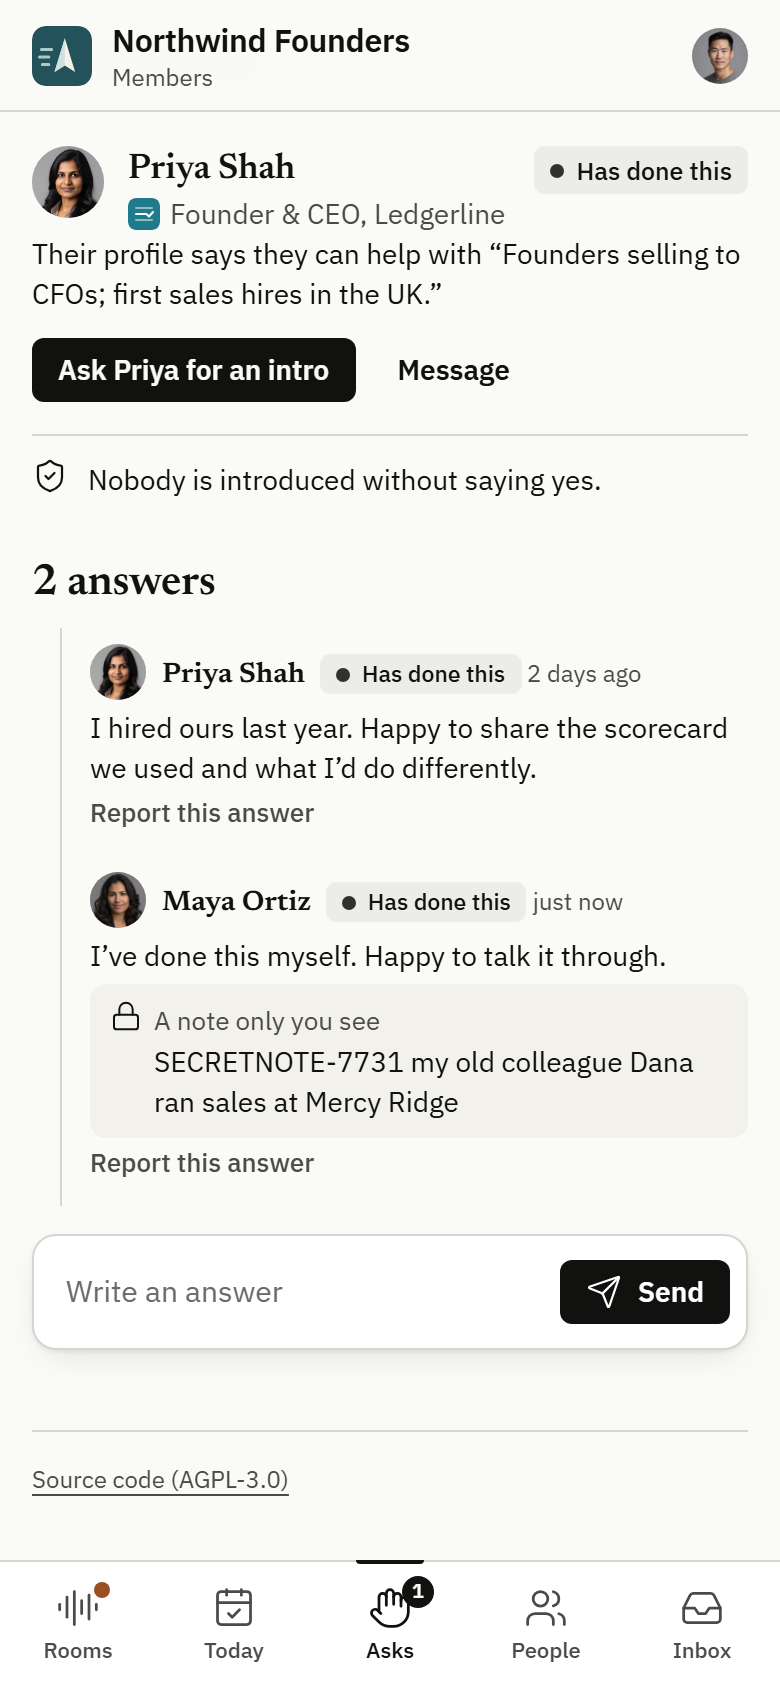 Northwind Founders
Members
Priya Shah
Has done this
Founder & CEO, Ledgerline
Their profile says they can help with “Founders selling to
CFOs; first sales hires in the UK.”
Ask Priya for an intro
Message
Nobody is introduced without saying yes.
2 answers
Priya Shah
Has done this
2 days ago
I hired ours last year. Happy to share the scorecard
we used and what I’d do differently.
Report this answer
Maya Ortiz
Has done this
just now
I’ve done this myself. Happy to talk it through.
A note only you see
SECRETNOTE-7731 my old colleague Dana
ran sales at Mercy Ridge
Report this answer
Write an answer
Send
Source code (AGPL-3.0)
1
Rooms
Today
Asks
People
Inbox